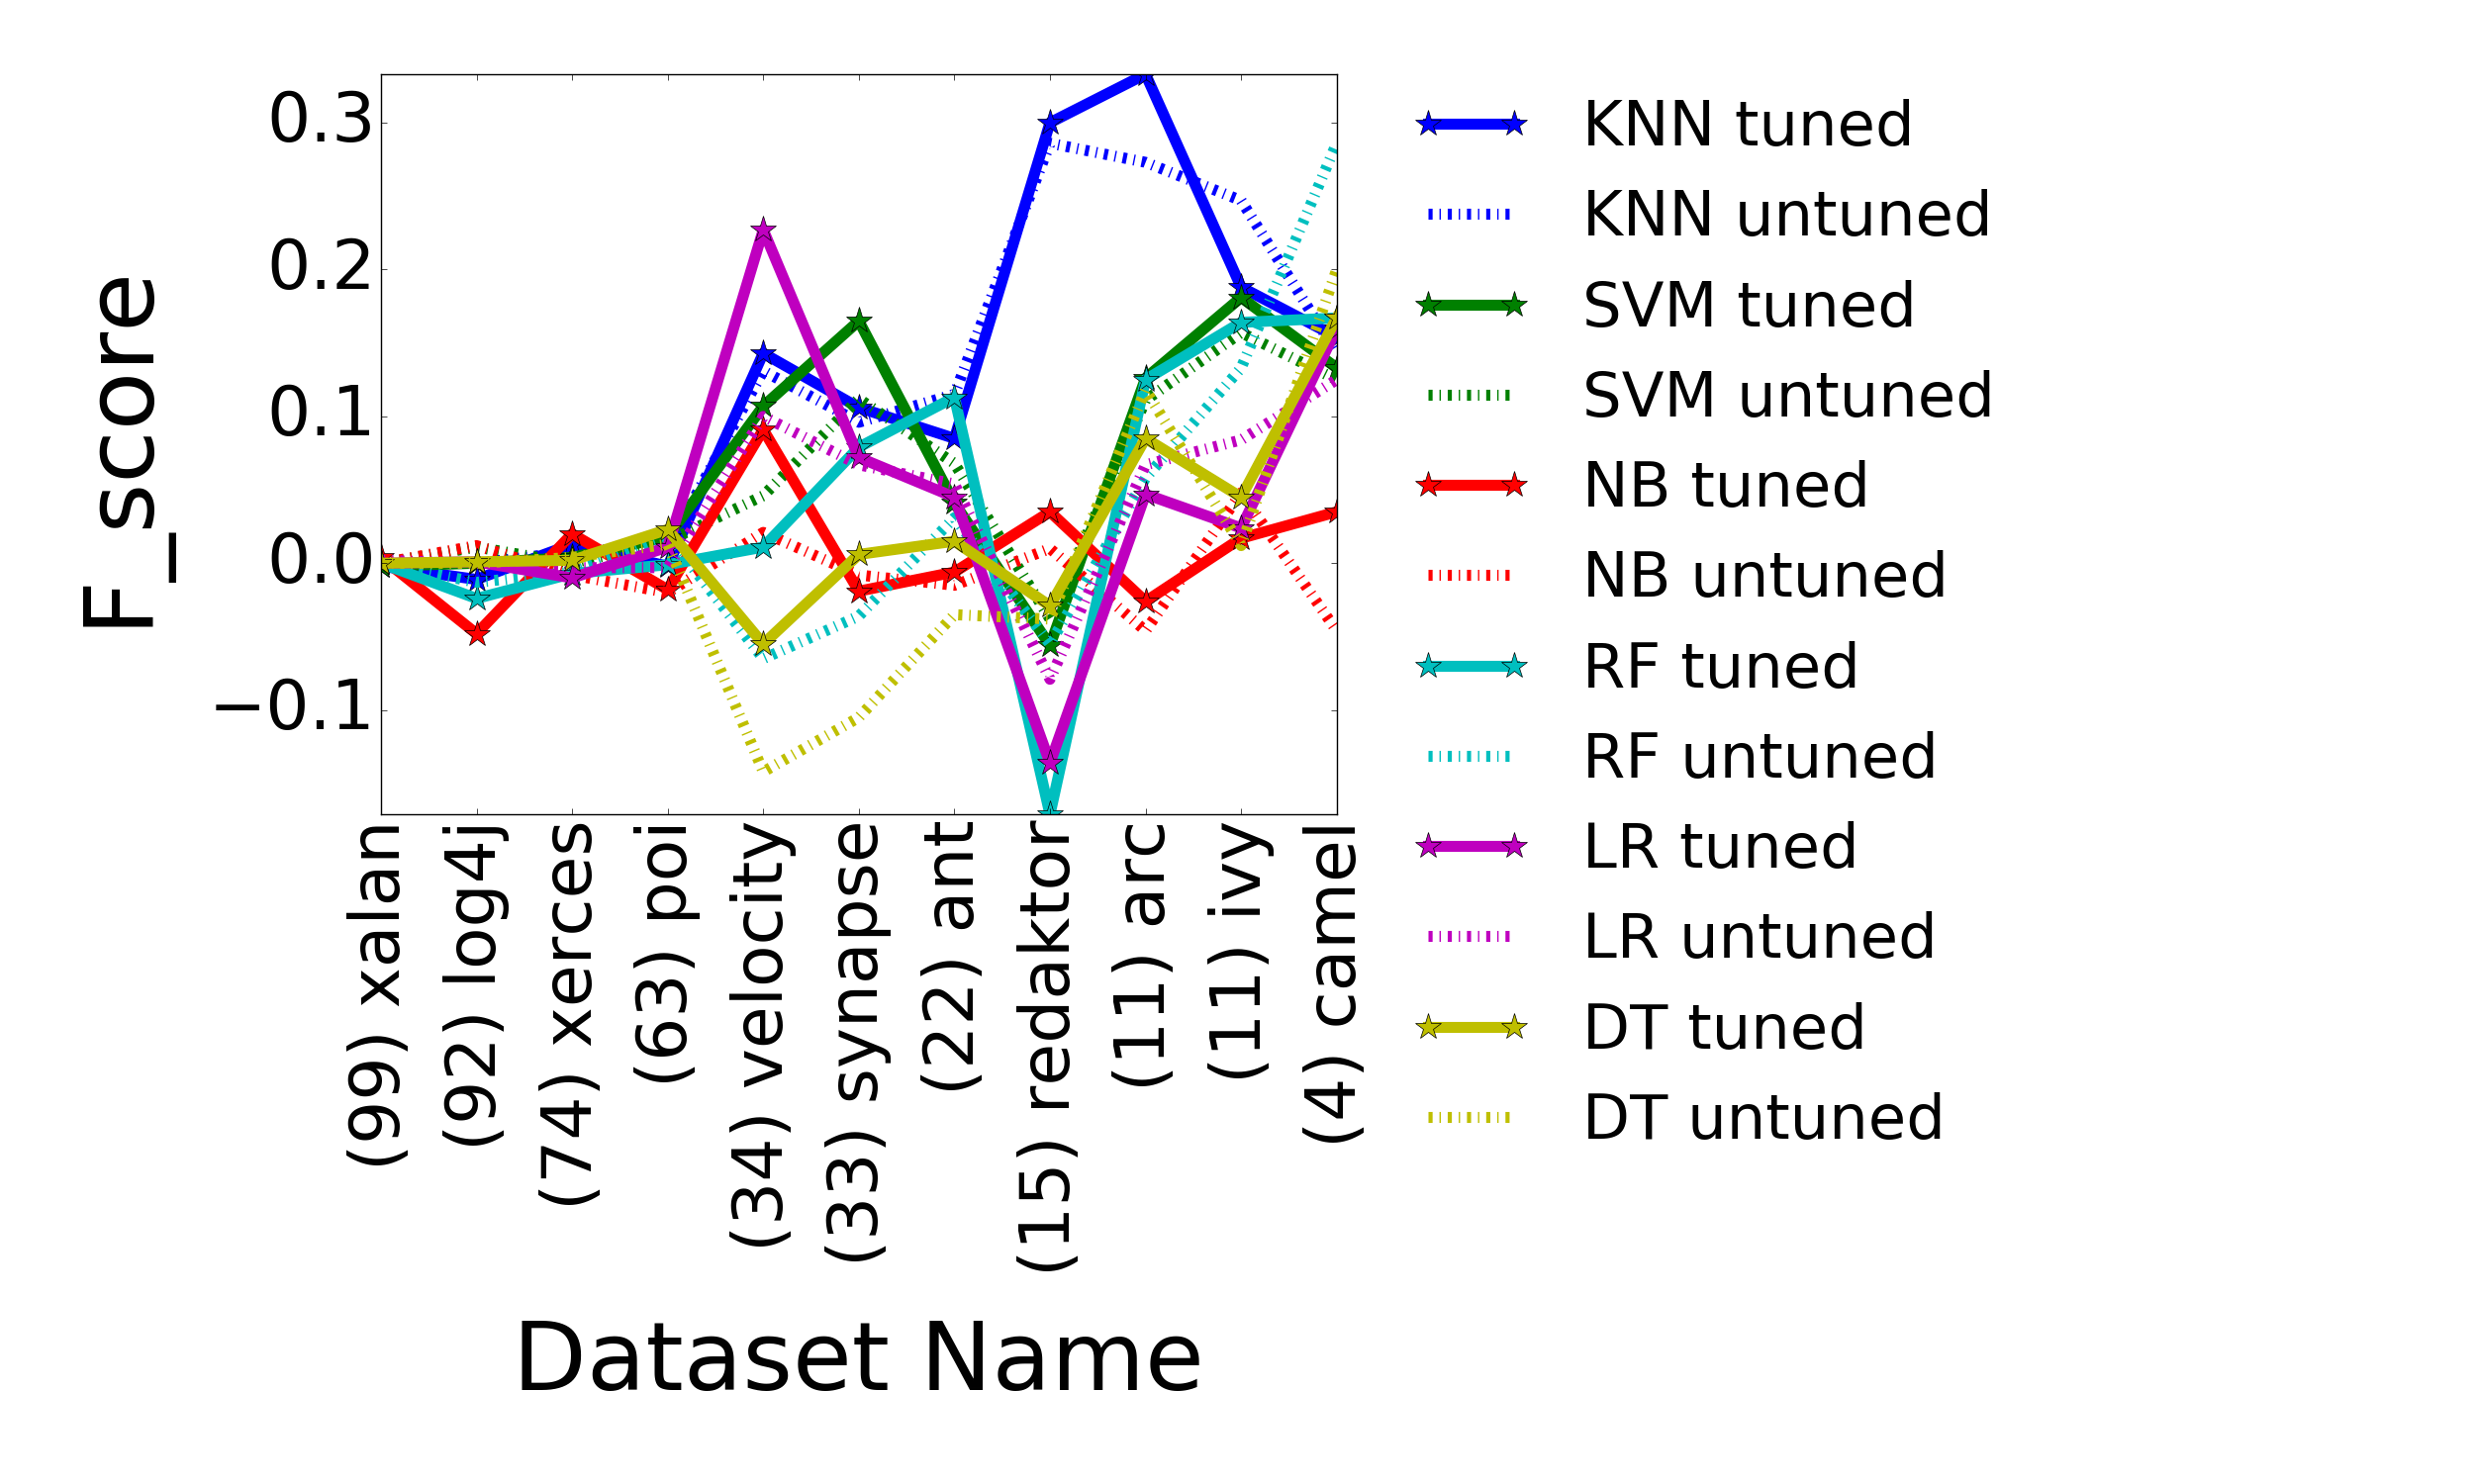 F_score
0.3
0.2
0.1
0.0
−0.1
(99) xalan
(92) log4j
(74) xerces
(63) poi
(34) velocity
(33) synapse
(22) ant
(15) redaktor
(11) arc
(11) ivy
(4) camel
Dataset Name
KNN tuned
KNN untuned
SVM tuned
SVM untuned
NB tuned
NB untuned
RF tuned
RF untuned
LR tuned
LR untuned
DT tuned
DT untuned